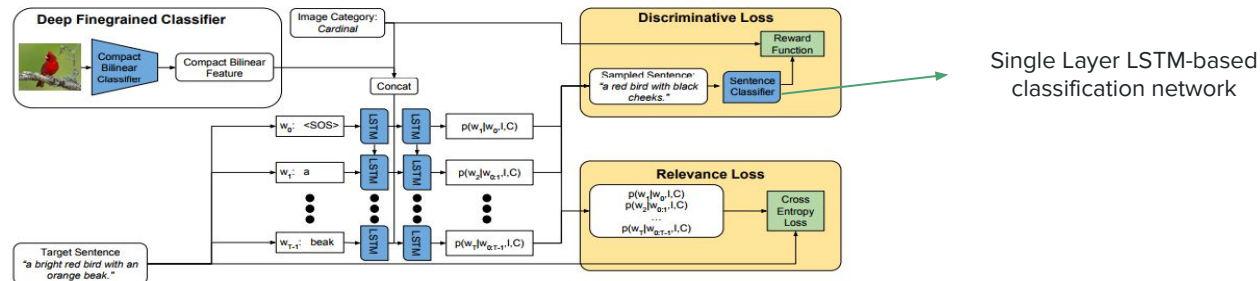 Deep Finegrained Classifier
Compact
Bilinear
Classifier
Compact Bilinear
Feature
Image Category:
Cardinal
Concat
w0: <SOS>
LSTM
LSTM
p(w1|w0,I,C)
w1: a
LSTM
LSTM
p(w2|w0:1,I,C)
wT-1: beak
LSTM
LSTM
p(wT|w0:T-1,I,C)
Target Sentence
"a bright red bird with an
orange beak."
Discriminative Loss
Reward
Function
Sampled Sentence:
"a red bird with black
cheeks."
Sentence
Classifier
Relevance Loss
p(w1|w0,I,C)
p(w2|w0:1,I,C)
...
p(wT|w0:T-1,I,C)
Cross
Entropy
Loss
Single Layer LSTM-based
classification network